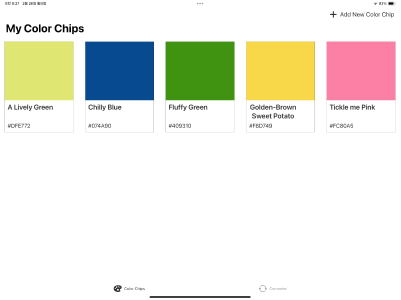 Add New Color Chip
My Color Chips
A Lively Green
#DFE772
Chilly Blue
#074A90
Fluffy Green
#409310
Golden-Brown
Sweet Potato
#F8D749
Tickle me Pink
#FC80A5
Color Chips
Converter